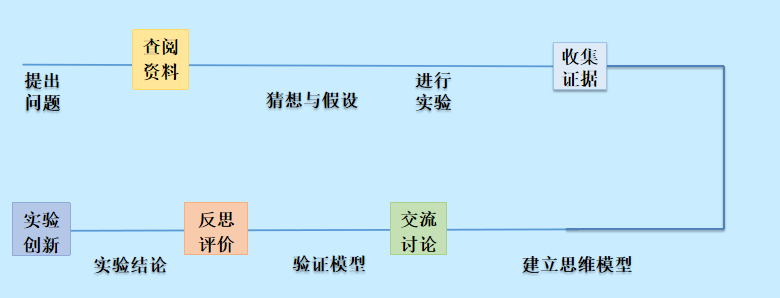 提出
问题
查阅
资料
猜想与假设
进行
实验
收集
证据
建立思维模型
交流
讨论
验证模型
反思
评价
实验结论
实验
创新